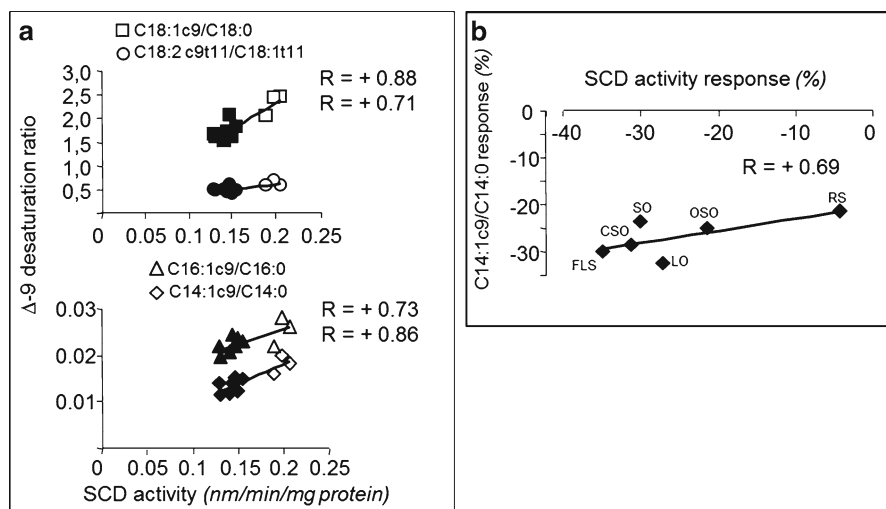 a
C18:1c9/C18:0
C18:2 c9t11/C18:1t11
R = + 0.88
R = + 0.71
3,0
2,5
2,0
1,5
1,0
0,5
0 0.05 0.1 0.15 0.2 0.25
Δ-9 desaturation ratio
C16:1c9/C16:0
C14:1c9/C14:0
R = + 0.73
R = + 0.86
0.03
0.02
0.01
0 0.05 0.1 0.15 0.2 0.25
SCD activity (nm/min/mg protein)
b
SCD activity response (%)
C14:1c9/C14:0 response (%)
0
-40 -30 -20 -10 0
-10
-20
-30
R = + 0.69
RS
SO
OSO
CSO
FLS
LO